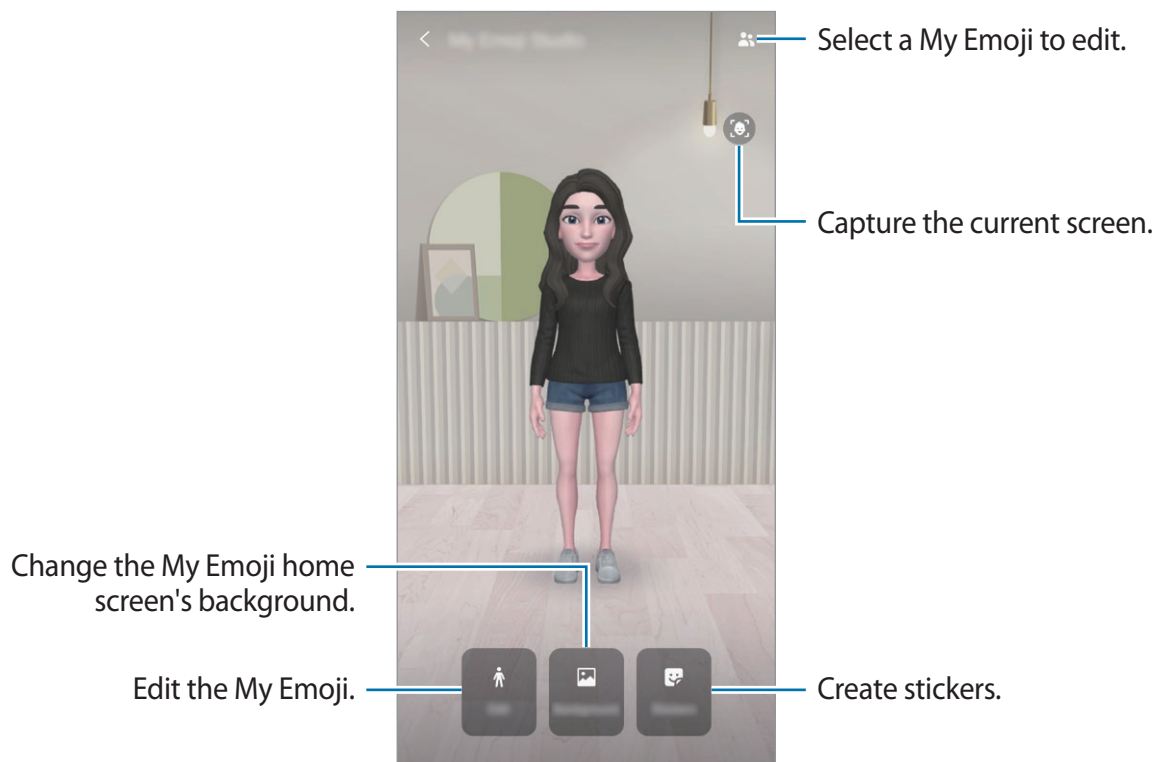 Select a My Emoji to edit.
Capture the current screen.
Change the My Emoji home
screen's background.
Edit the My Emoji.
Create stickers.